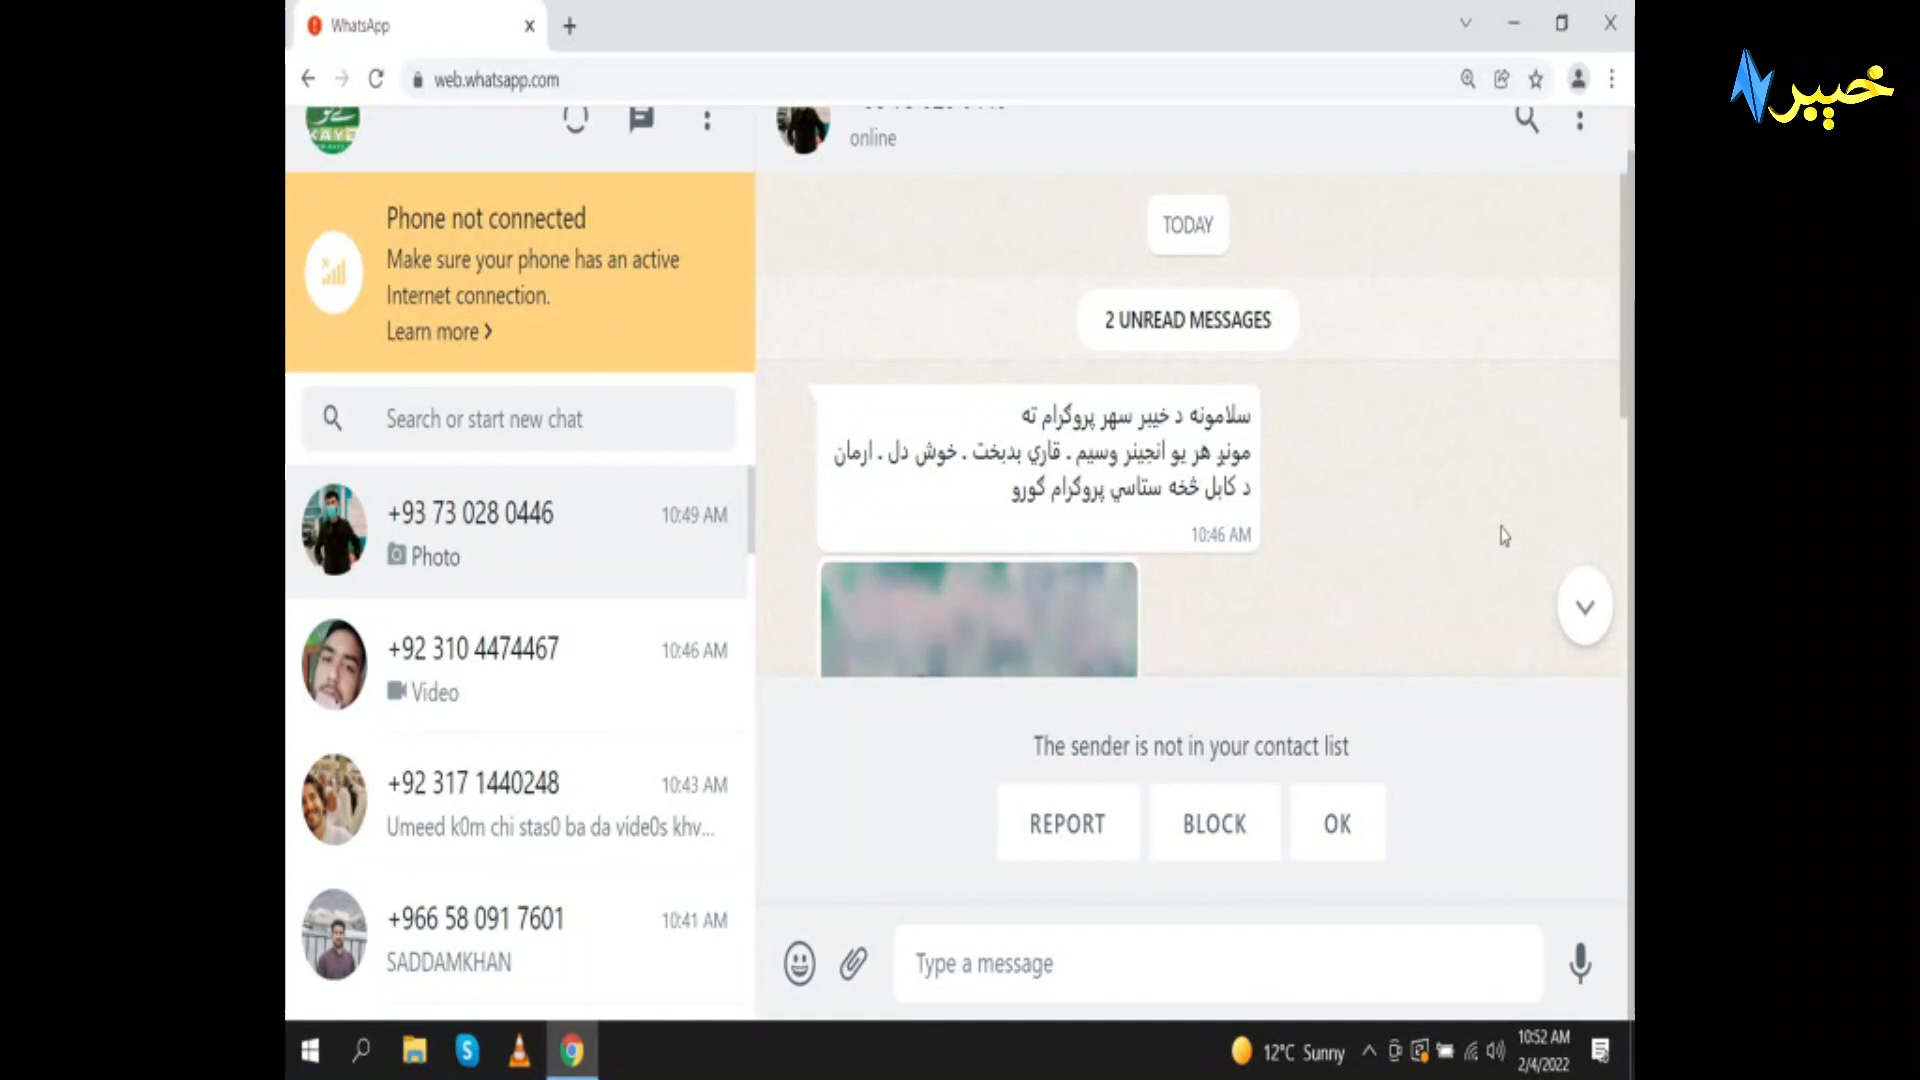 WhatsApp
web.whatsapp.com
خیبر N
KAY2
online
Phone not connected
Make sure your phone has an active
Internet connection.
Learn more
Search or start new chat
+93 73 028 0446
10:49 AM
Photo
+92 310 4474467
10:46 AM
Video
+92 317 1440248
10:43 AM
Umeed k0m chi stas0 ba da vide0s khv...
+966 58 091 7601
10:41 AM
SADDAMKHAN
TODAY
2 UNREAD MESSAGES
سلامونه د خیبر سهر پروګرام ته
مونږ هر یو انجینر وسیم . قاري بدبخت . خوش دل . ارمان
د کابل څخه ستاسي پروګرام ګورو
10:46 AM
The sender is not in your contact list
REPORT
BLOCK
OK
Type a message
12°C Sunny
10:52 AM
2/4/2022